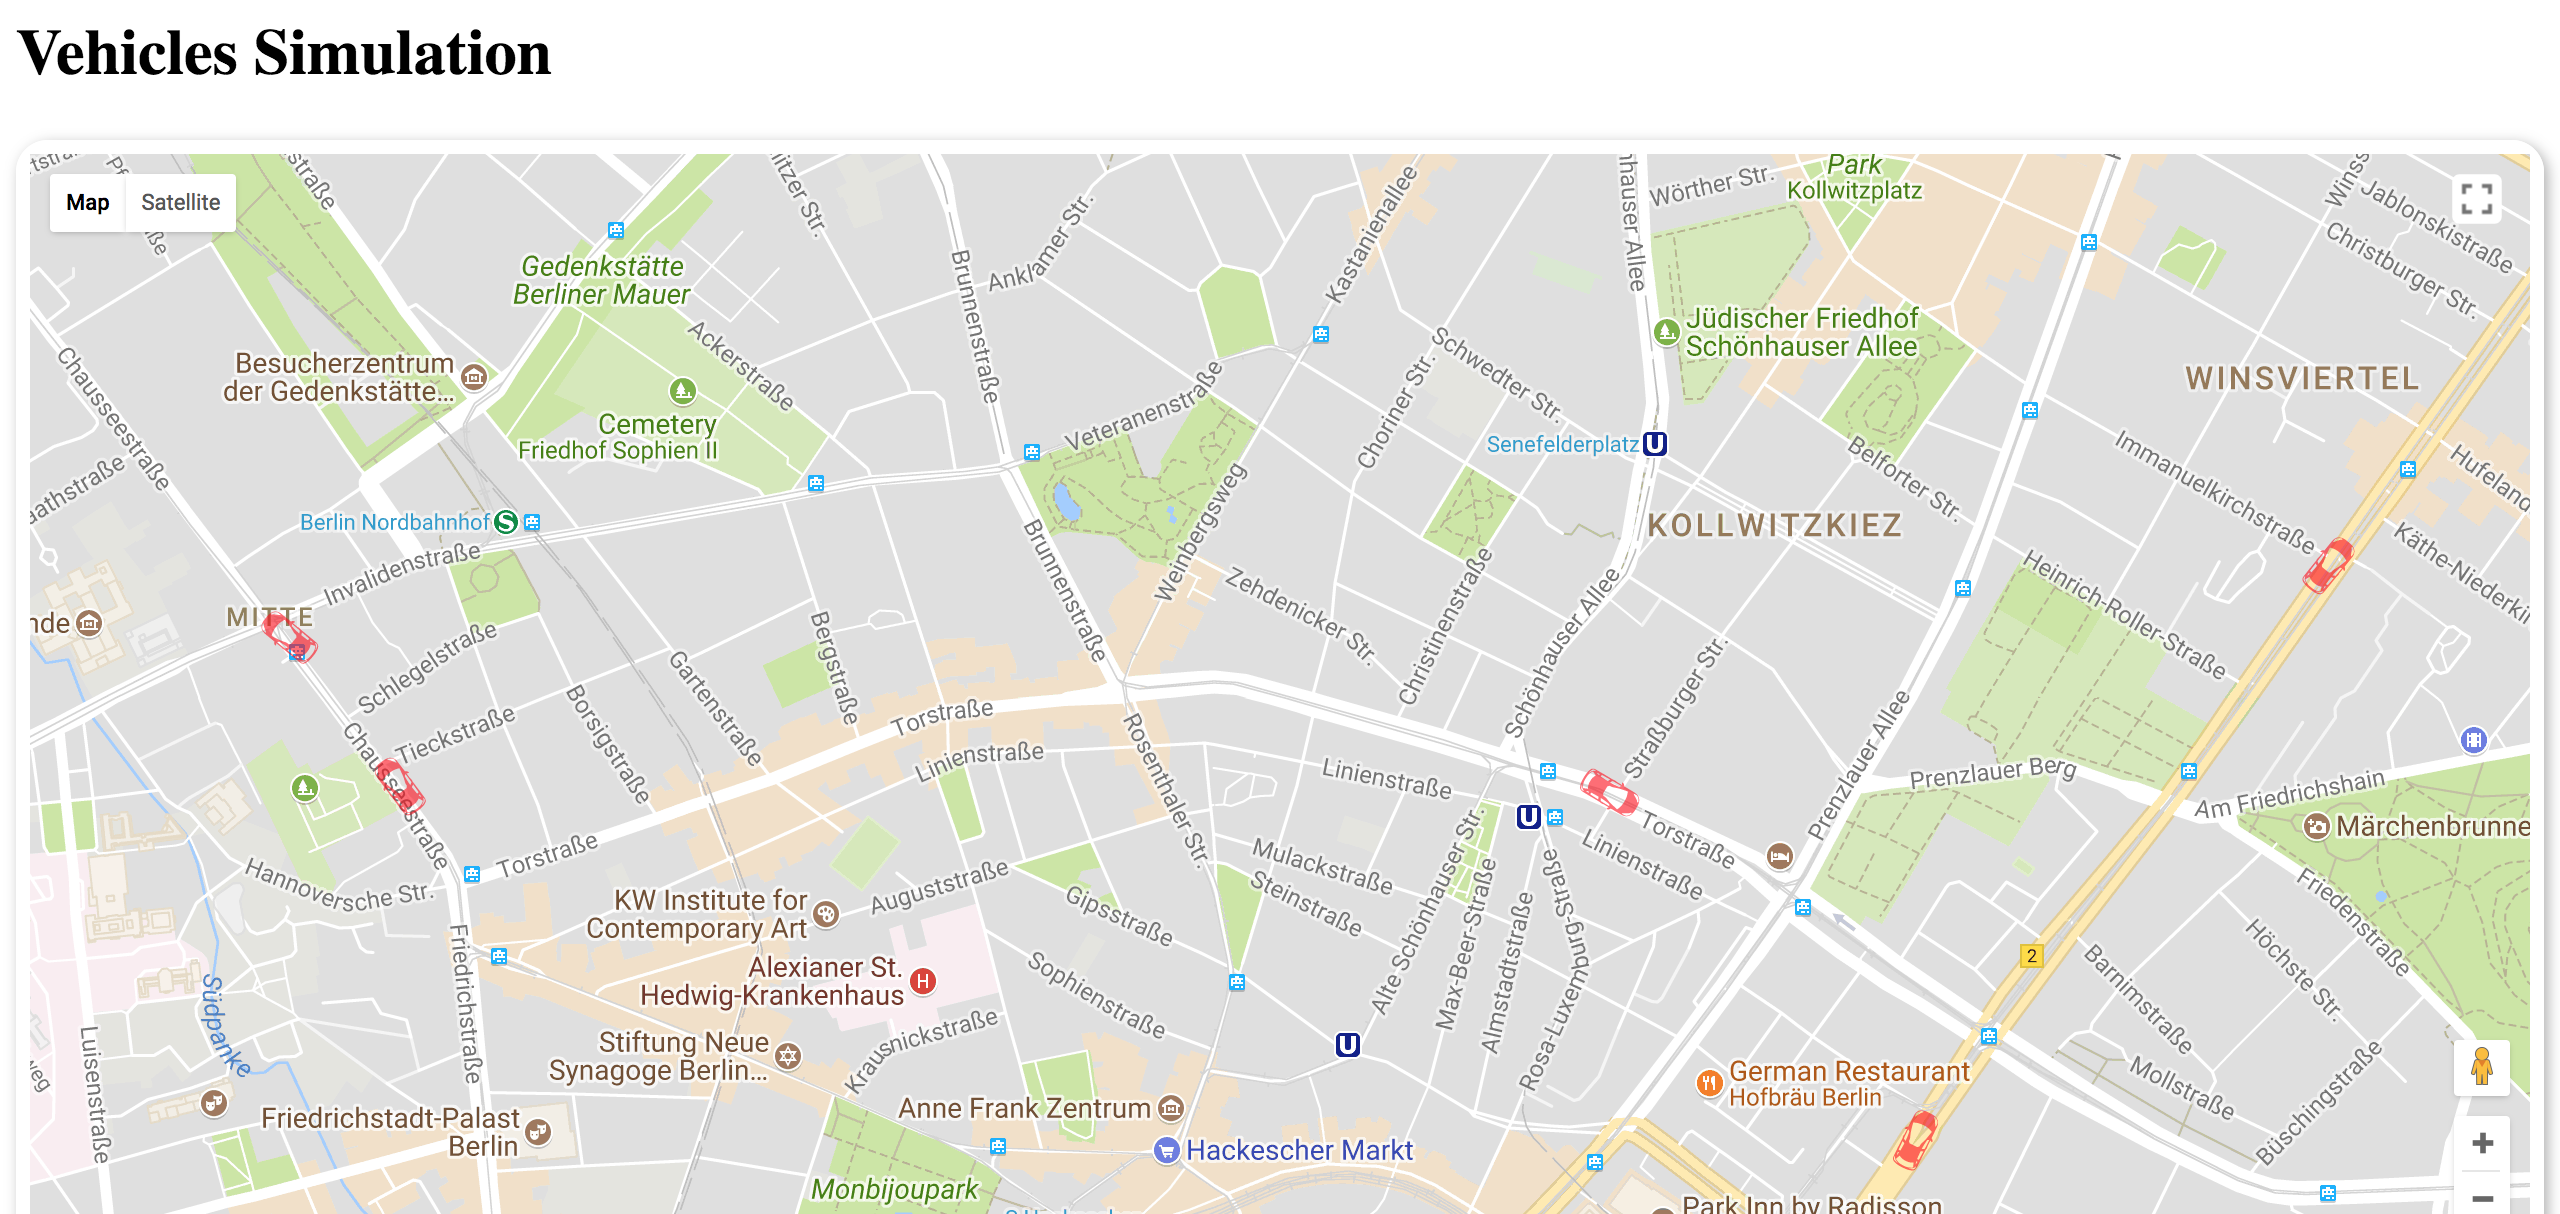 Vehicles Simulation
Map
Satellite
Wörther Str.
Park
Kollwitzplatz
Jablonskistraße
Christburger Str.
Anklamer Str.
Kastanienallee
Brunnenstraße
Gedenkstätte
Berliner Mauer
Ackerstraße
Chausseestraße
Besucherzentrum
der Gedenkstätte...
Cemetery
Friedhof Sophien II
Veteranenstraße
Choriner Str.
Schwedter Str.
Jüdischer Friedhof
Schönhauser Allee
WINSVIERTEL
Senefelderplatz
U
Belforter Str.
Immanuelkirchstraße
Berlin Nordbahnhof
S
Invalidenstraße
Brunnenstraße
Weinbergsweg
KOLLWITZKIEZ
MITTE
Schlegelstraße
Tieckstraße
Borsigstraße
Gartenstraße
Bergstraße
Zehdenicker Str.
Christinenstraße
Schönhauser Allee
Straßburger Str.
Heinrich-Roller-Straße
Prenzlauer Allee
Chausseestraße
Torstraße
Linienstraße
Rosenthaler Str.
Linienstraße
Prenzlauer Berg
Am Friedrichshain
Märchenbrunne
Torstraße
Hannoversche Str.
Torstraße
U
Linienstraße
Mulackstraße
Steinstraße
Auguststraße
Gipsstraße
KW Institute for
Contemporary Art
Alte Schönhauser Str.
Max-Beer-Straße
Almstadtstraße
Rosa-Luxemburg-Straße
Friedenstraße
Höchste Str.
Barnimstraße
2
Friedrichstraße
Alexianer St.
Hedwig-Krankenhaus
H
Sophienstraße
Krausnickstraße
Südpanke
Luisenstraße
Stiftung Neue
Synagoge Berlin...
U
German Restaurant
Hofbräu Berlin
Mollstraße
Büschingstraße
Friedrichstadt-Palast
Berlin
Anne Frank Zentrum
Hackescher Markt
Monbijoupark
Park Inn by Radisson
+
−